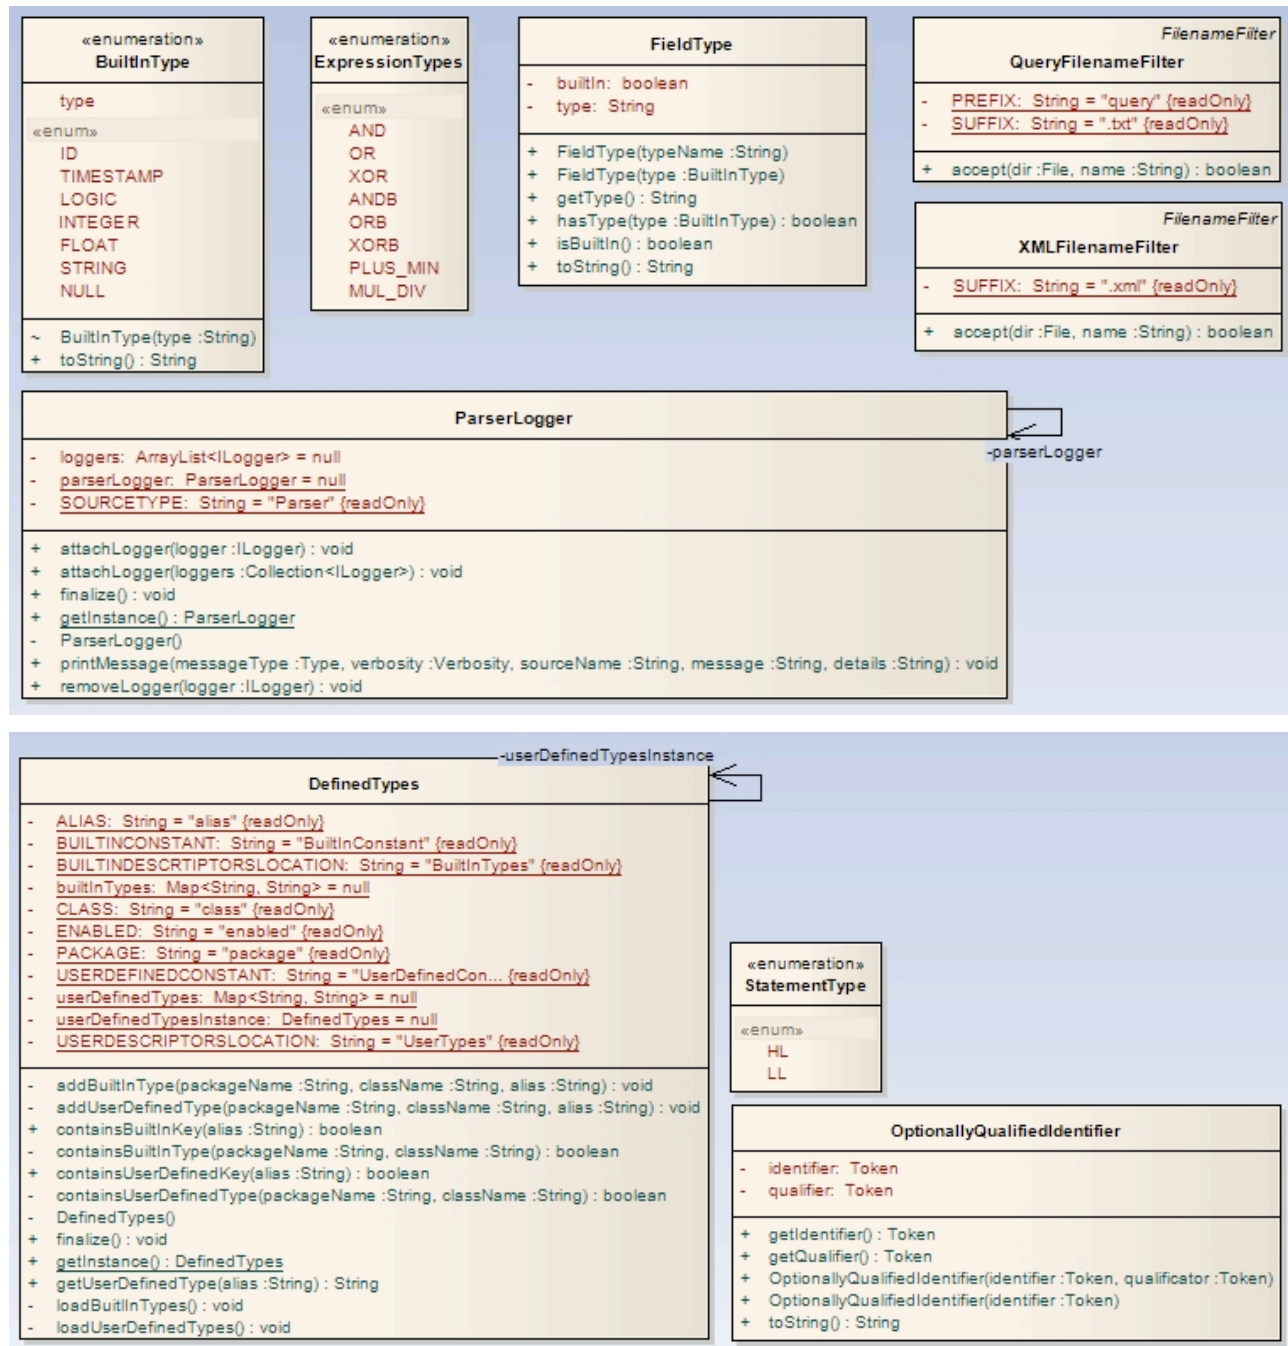 «enumeration»
BuiltInType
type
«enum»
ID
TIMESTAMP
LOGIC
INTEGER
FLOAT
STRING
NULL
~ BuiltInType(type :String)
+ toString() : String
«enumeration»
ExpressionTypes
«enum»
AND
OR
XOR
ANDB
ORB
XORB
PLUS_MIN
MUL_DIV
FieldType
- builtIn: boolean
- type: String
+ FieldType(typeName :String)
+ FieldType(type :BuiltInType)
+ getType() : String
+ hasType(type :BuiltInType) : boolean
+ isBuiltIn() : boolean
+ toString() : String
FilenameFilter
QueryFilenameFilter
- PREFIX: String = "query" {readOnly}
- SUFFIX: String = ".txt" {readOnly}
+ accept(dir :File, name :String) : boolean
FilenameFilter
XMLFilenameFilter
- SUFFIX: String = ".xml" {readOnly}
+ accept(dir :File, name :String) : boolean
ParserLogger
-parserLogger
- loggers: ArrayList<ILogger> = null
- parserLogger: ParserLogger = null
- SOURCETYPE: String = "Parser" {readOnly}
+ attachLogger(logger :ILogger) : void
+ attachLogger(loggers :Collection<ILogger>) : void
+ finalize() : void
+ getInstance() : ParserLogger
- ParserLogger()
+ printMessage(messageType :Type, verbosity :Verbosity, sourceName :String, message :String, details :String) : void
+ removeLogger(logger :ILogger) : void
-userDefinedTypesInstance
DefinedTypes
- ALIAS: String = "alias" {readOnly}
- BUILTINCONSTANT: String = "BuiltInConstant" {readOnly}
- BUILTINDESCRTIPTORSLOCATION: String = "BuiltInTypes" {readOnly}
- builtInTypes: Map<String, String> = null
- CLASS: String = "class" {readOnly}
- ENABLED: String = "enabled" {readOnly}
- PACKAGE: String = "package" {readOnly}
- USERDEFINEDCONSTANT: String = "UserDefinedCon... {readOnly}
- userDefinedTypes: Map<String, String> = null
- userDefinedTypesInstance: DefinedTypes = null
- USERDESCRIPTORSLOCATION: String = "UserTypes" {readOnly}
- addBuiltInType(packageName :String, className :String, alias :String) : void
- addUserDefinedType(packageName :String, className :String, alias :String) : void
+ containsBuiltInKey(alias :String) : boolean
- containsBuiltInType(packageName :String, className :String) : boolean
+ containsUserDefinedKey(alias :String) : boolean
- containsUserDefinedType(packageName :String, className :String) : boolean
- DefinedTypes()
+ finalize() : void
+ getInstance() : DefinedTypes
+ getUserDefinedType(alias :String) : String
- loadBuitlInTypes() : void
- loadUserDefinedTypes() : void
«enumeration»
StatementType
«enum»
HL
LL
OptionallyQualifiedIdentifier
- identifier: Token
- qualifier: Token
+ getIdentifier() : Token
+ getQualifier() : Token
+ OptionallyQualifiedIdentifier(identifier :Token, qualificator :Token)
+ OptionallyQualifiedIdentifier(identifier :Token)
+ toString() : String